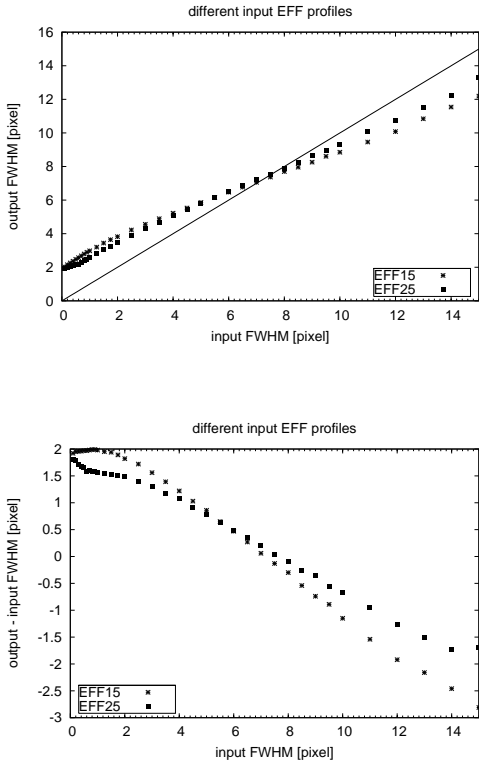 different input EFF profiles
16
14
12
10
8
6
4
2
0
output FWHM [pixel]
EFF15
EFF25
0 2 4 6 8 10 12 14
input FWHM [pixel]
different input EFF profiles
2
1.5
1
0.5
0
-0.5
-1
-1.5
-2
-2.5
-3
output - input FWHM [pixel]
EFF15
EFF25
0 2 4 6 8 10 12 14
input FWHM [pixel]